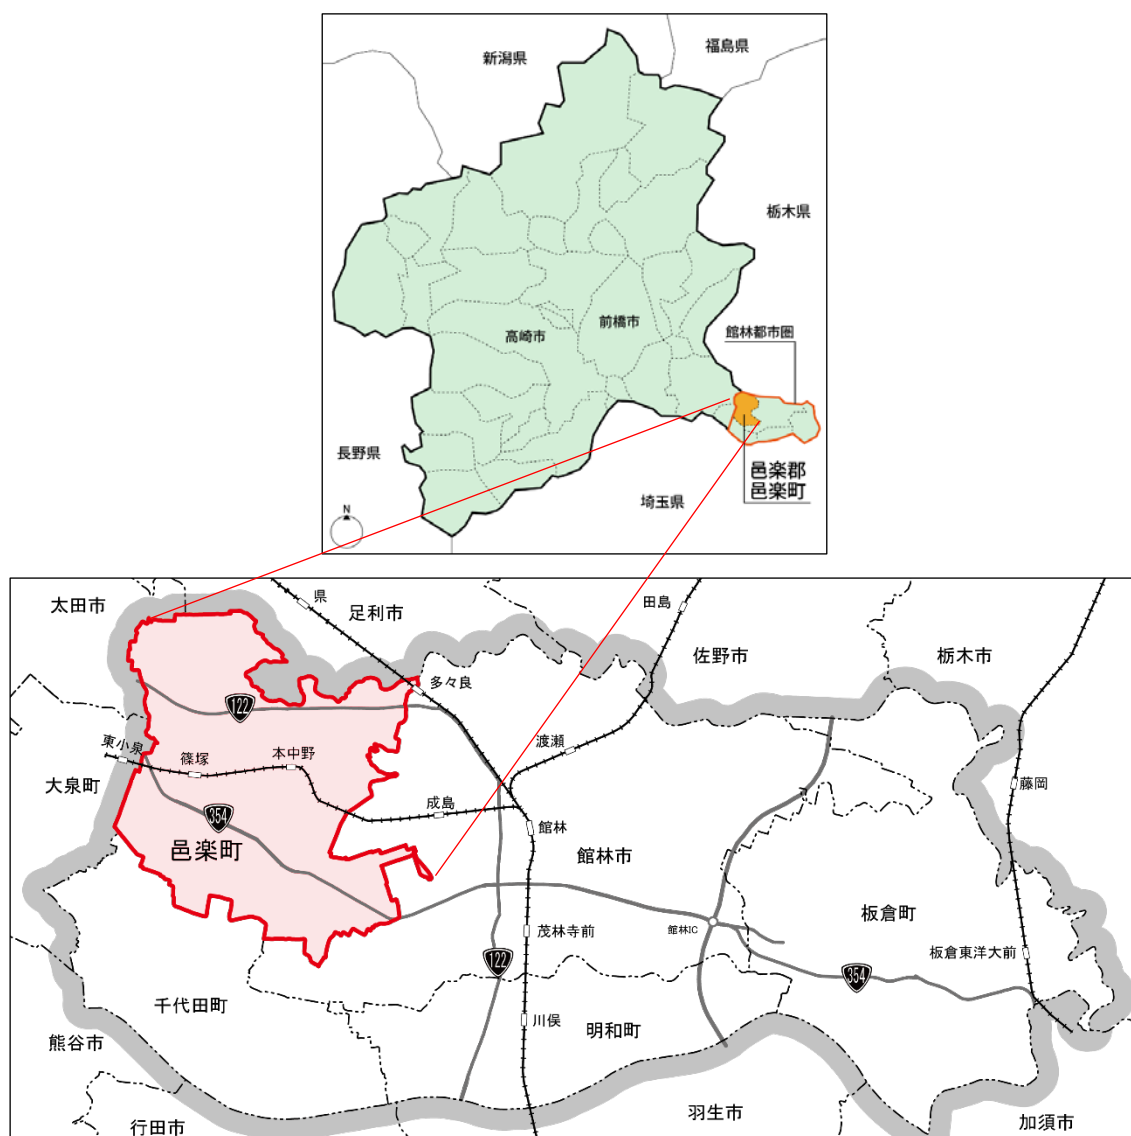 新潟県
福島県
栃木県
前橋市
高崎市
館林都市圏
長野県
邑楽郡
邑楽町
埼玉県
N
太田市
県
足利市
田島
佐野市
栃木市
多々良
122
東小泉
篠塚
本中野
渡瀬
大泉町
成島
藤岡
354
館林
邑楽町
館林市
板倉町
茂林寺前
館林IC
板倉東洋大前
122
354
千代田町
川俣
明和町
熊谷市
羽生市
行田市
加須市